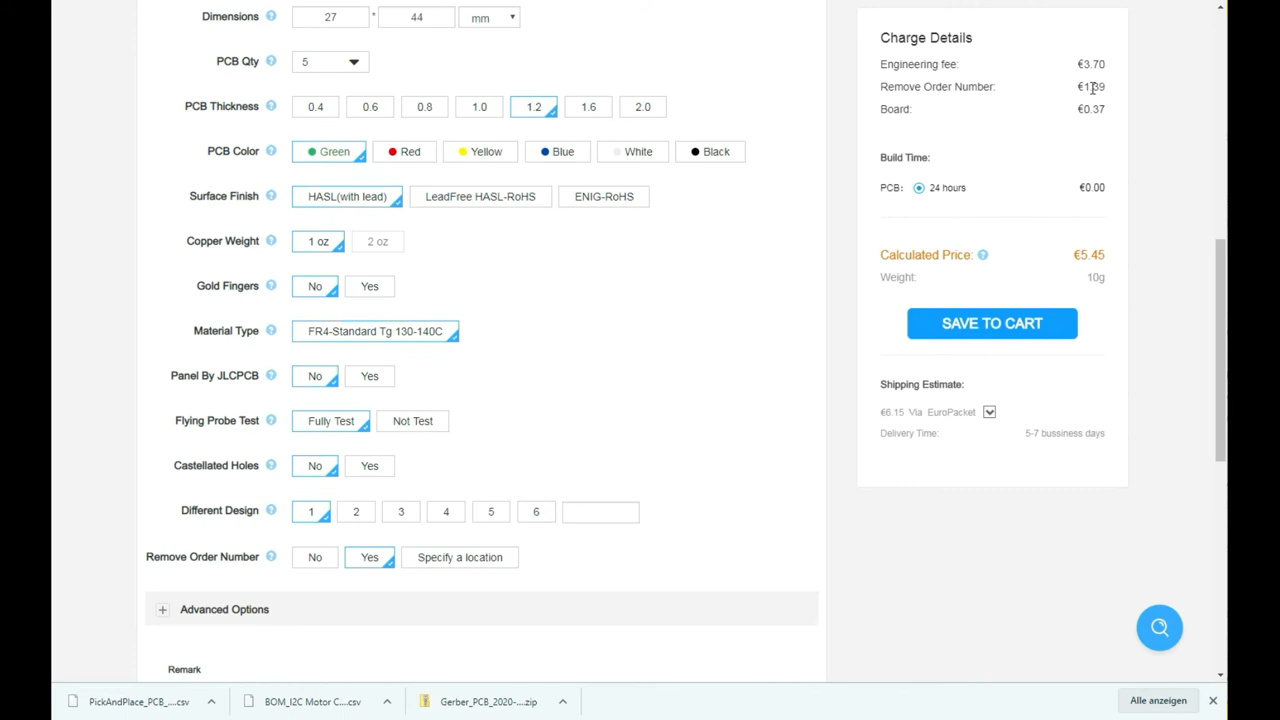 Dimensions ? 27 * 44 mm
PCB Qty ? 5
PCB Thickness ? 0.4 0.6 0.8 1.0 1.2 1.6 2.0
PCB Color ? Green Red Yellow Blue White Black
Surface Finish ? HASL(with lead) LeadFree HASL-RoHS ENIG-RoHS
Copper Weight ? 1 oz 2 oz
Gold Fingers ? No Yes
Material Type ? FR4-Standard Tg 130-140C
Panel By JLCPCB ? No Yes
Flying Probe Test ? Fully Test Not Test
Castellated Holes ? No Yes
Different Design ? 1 2 3 4 5 6
Remove Order Number ? No Yes Specify a location
+ Advanced Options
Remark
Charge Details
Engineering fee: €3.70
Remove Order Number: €1.39
Board: €0.37
Build Time:
PCB: 24 hours €0.00
Calculated Price: ? €5.45
Weight: 10g
SAVE TO CART
Shipping Estimate:
€6.15 Via EuroPacket
Delivery Time: 5-7 bussiness days
PickAndPlace_PCB_....csv BOM_I2C Motor C....csv Gerber_PCB_2020-....zip Alle anzeigen